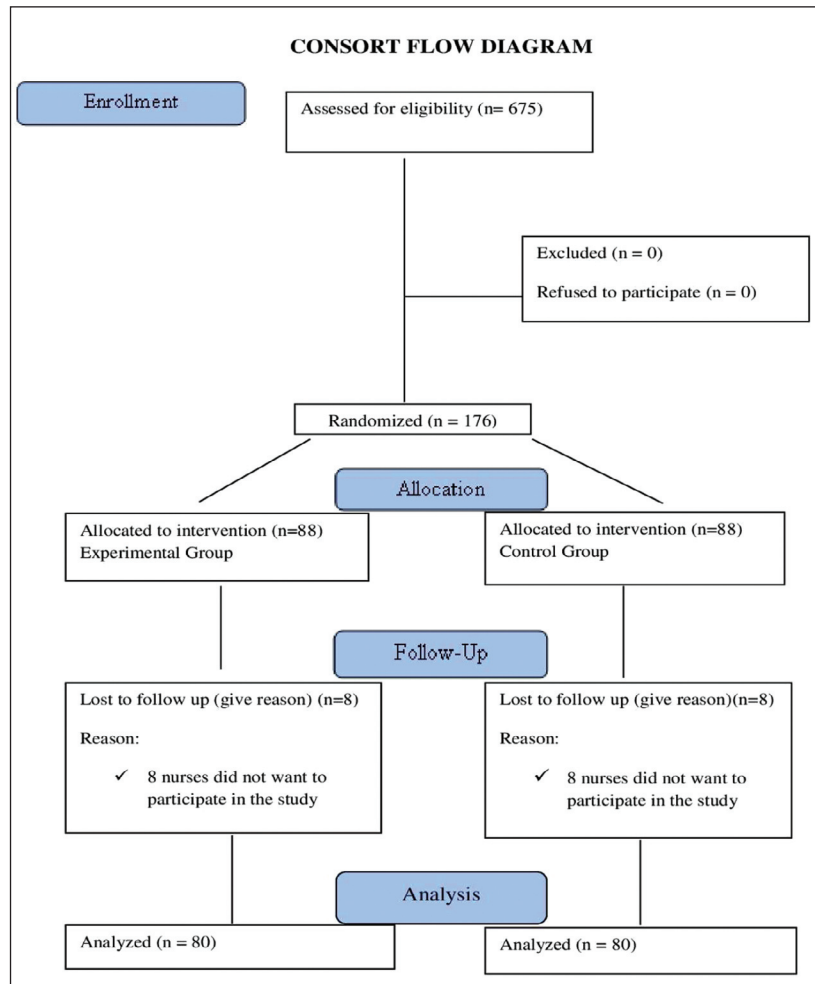 CONSORT FLOW DIAGRAM
Enrollment
Assessed for eligibility (n= 675)
Excluded (n = 0)
Refused to participate (n = 0)
Randomized (n = 176)
Allocation
Allocated to intervention (n=88)
Experimental Group
Allocated to intervention (n=88)
Control Group
Follow-Up
Lost to follow up (give reason) (n=8)
Reason:
✓ 8 nurses did not want to
participate in the study
Lost to follow up (give reason)(n=8)
Reason:
✓ 8 nurses did not want to
participate in the study
Analysis
Analyzed (n = 80)
Analyzed (n = 80)